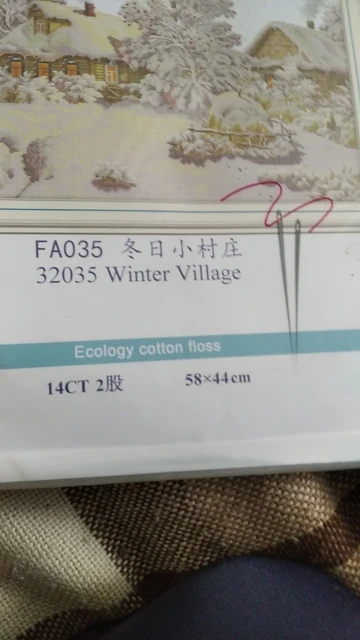 FA035 冬日小村庄
32035 Winter Village
Ecology cotton floss
14CT 2股 58×44cm